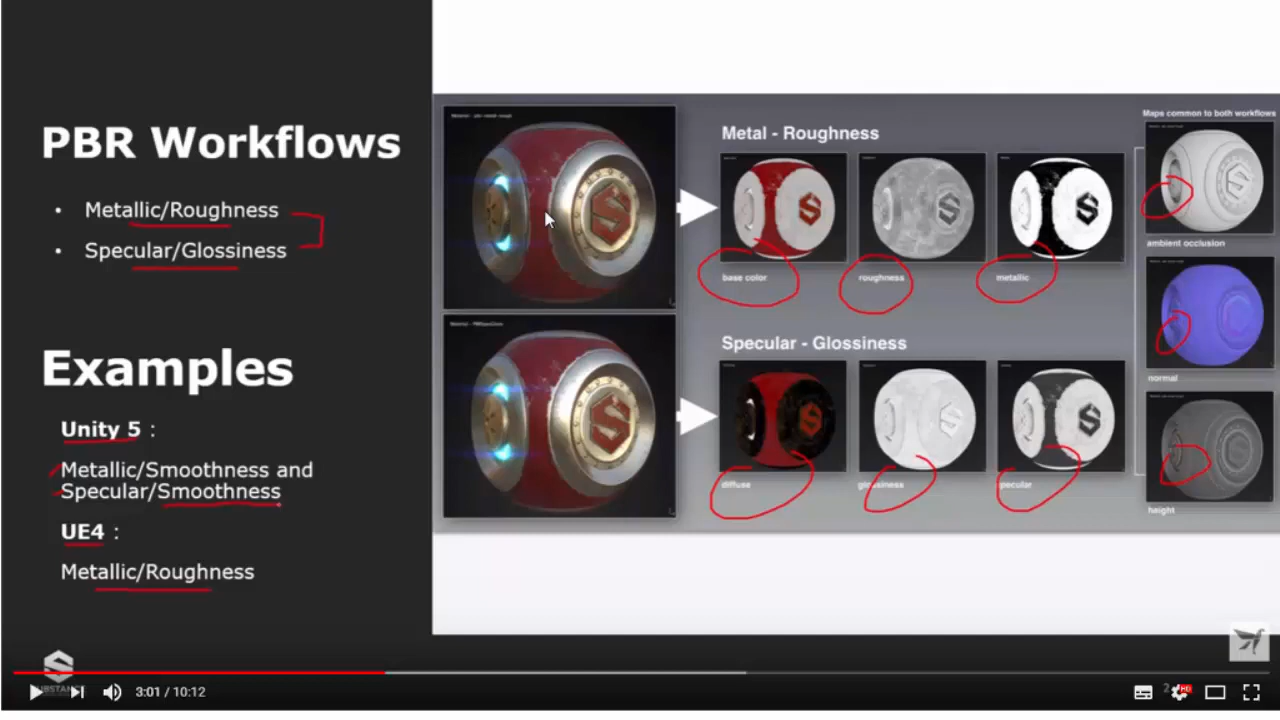 PBR Workflows
• Metallic/Roughness
• Specular/Glossiness
Examples
Unity 5 :
Metallic/Smoothness and
Specular/Smoothness
UE4 :
Metallic/Roughness
Metal - Roughness
base color
roughness
metallic
Specular - Glossiness
diffuse
glossiness
specular
Maps common to both workflows
ambient occlusion
normal
height
3:01 / 10:12
HD